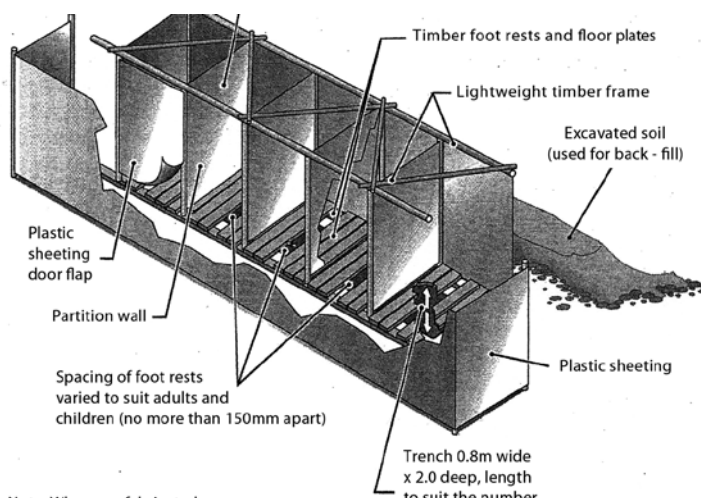 Timber foot rests and floor plates
Lightweight timber frame
Excavated soil
(used for back - fill)
Plastic
sheeting
door flap
Partition wall
Spacing of foot rests
varied to suit adults and
children (no more than 150mm apart)
Plastic sheeting
Trench 0.8m wide
x 2.0 deep, length
to suit the number